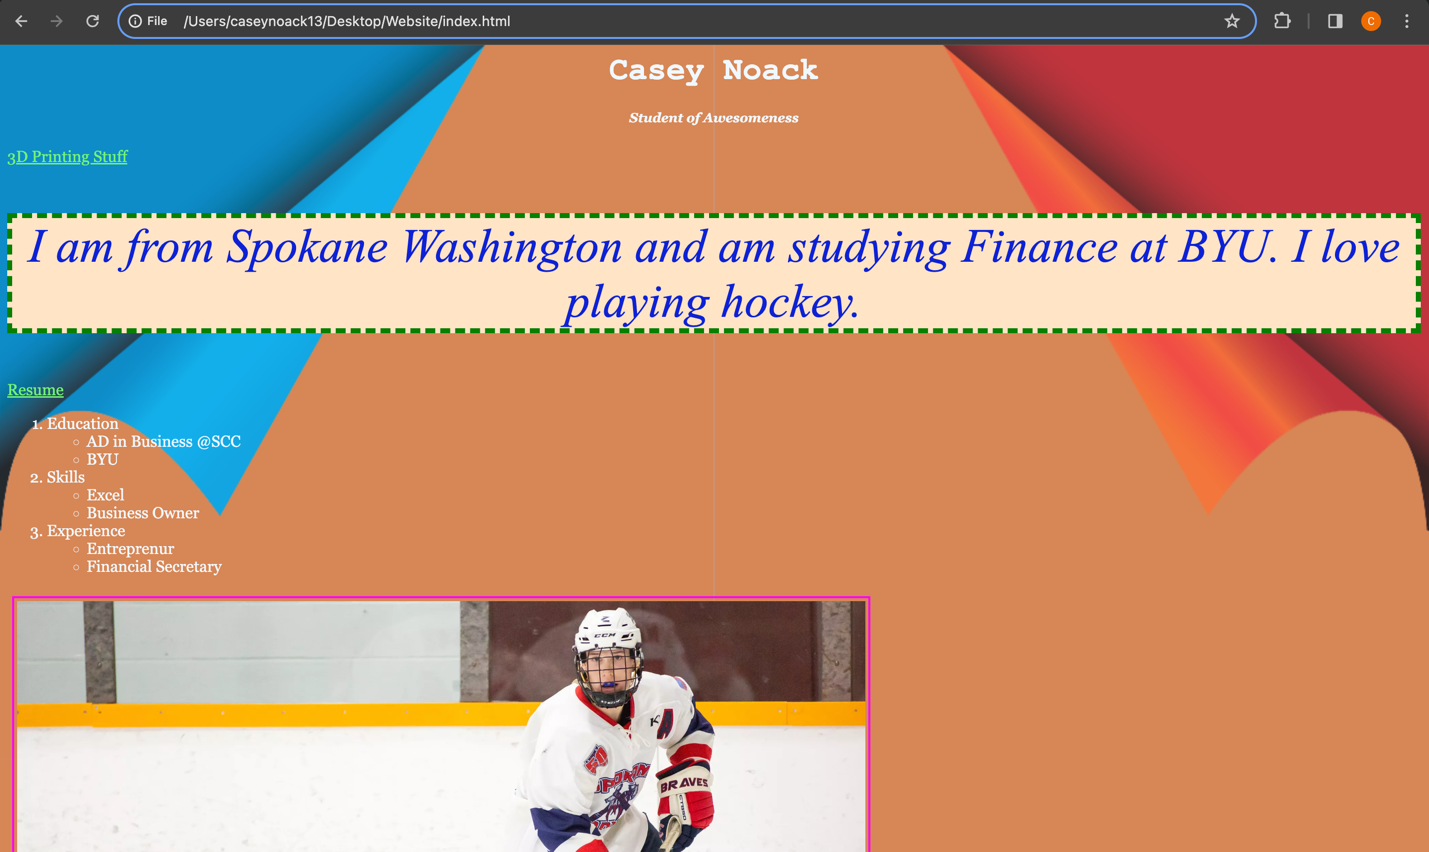 File /Users/caseynoack13/Desktop/Website/index.html
C
Casey Noack
Student of Awesomeness
3D Printing Stuff
I am from Spokane Washington and am studying Finance at BYU. I love
playing hockey.
Resume
1. Education
AD in Business @SCC
BYU
2. Skills
Excel
Business Owner
3. Experience
Entreprenur
Financial Secretary
CCM
BRAVES